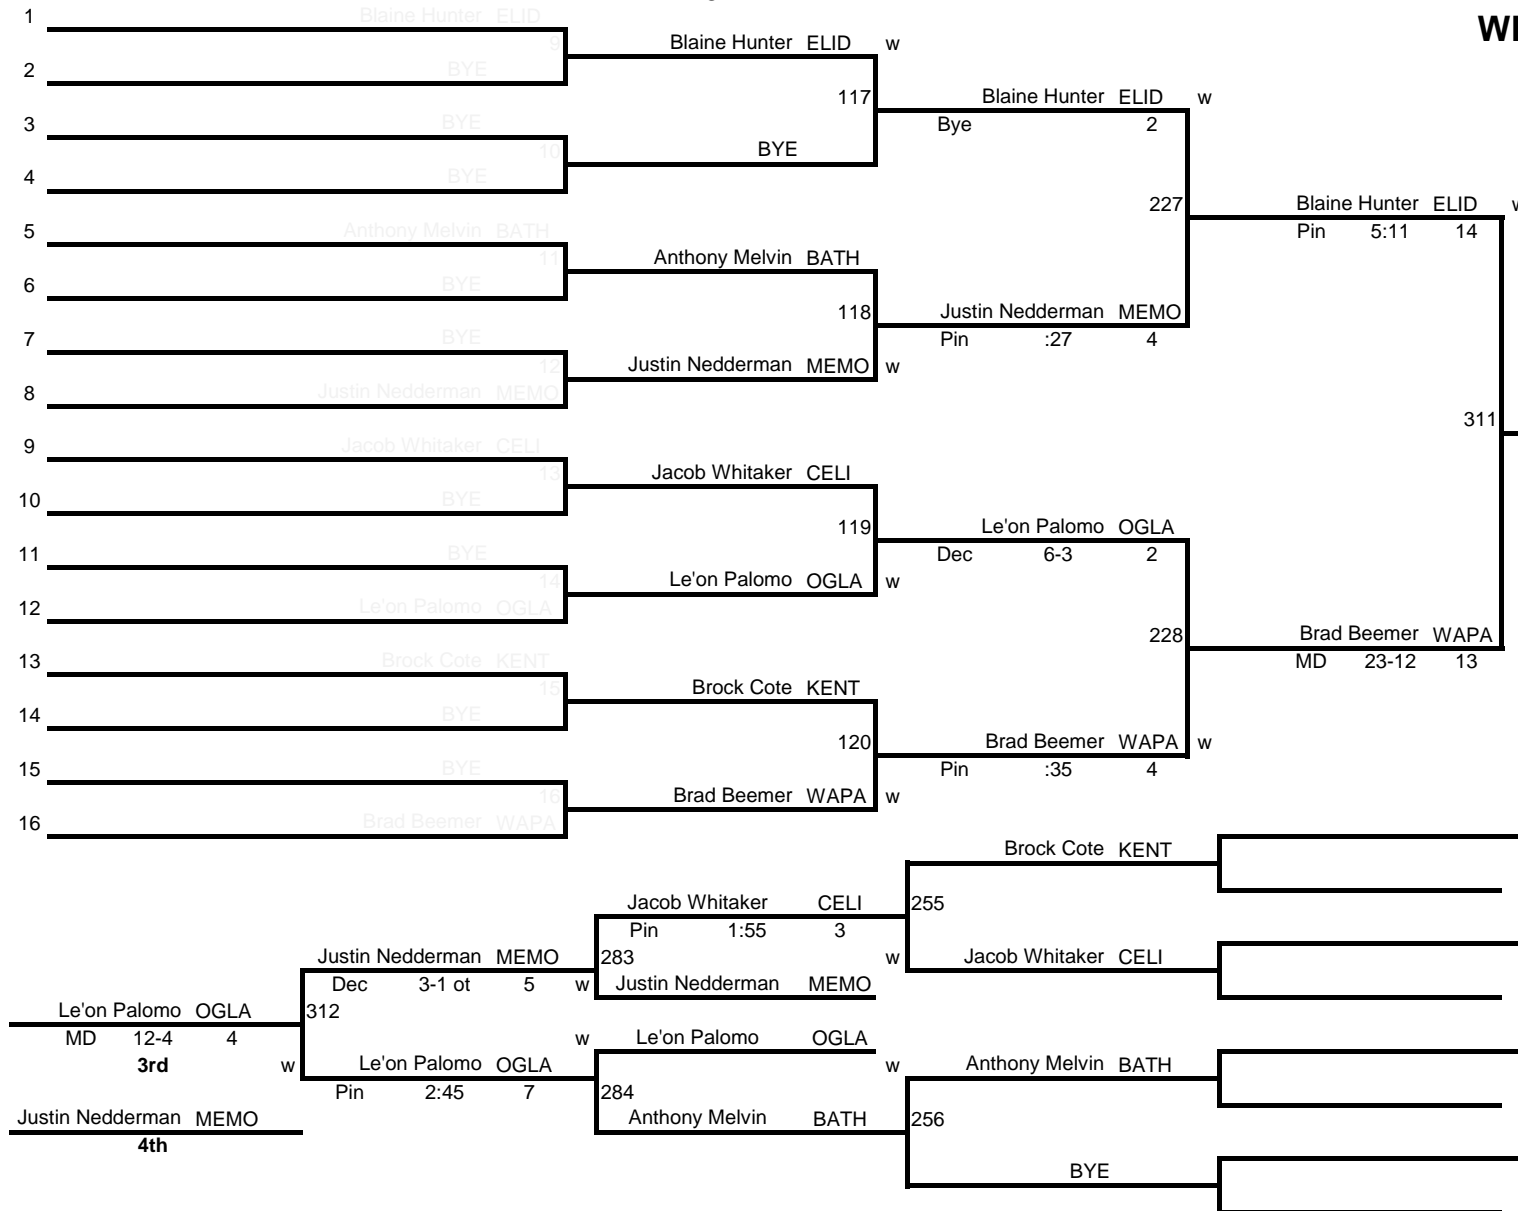 1 Blaine Hunter ELID
WI
9
Blaine Hunter ELID w
2 BYE
117
Blaine Hunter ELID w
Bye 2
3 BYE
10
BYE
4 BYE
227
Blaine Hunter ELID w
Pin 5:11 14
5 Anthony Melvin BATH
11
Anthony Melvin BATH
6 BYE
118
Justin Nedderman MEMO
Pin :27 4
7 BYE
12
Justin Nedderman MEMO w
8 Justin Nedderman MEMO
311
9 Jacob Whitaker CELI
13
Jacob Whitaker CELI
10 BYE
119
Le'on Palomo OGLA
Dec 6-3 2
11 BYE
14
Le'on Palomo OGLA w
12 Le'on Palomo OGLA
228
Brad Beemer WAPA
MD 23-12 13
13 Brock Cote KENT
15
Brock Cote KENT
14 BYE
120
Brad Beemer WAPA w
Pin :35 4
15 BYE
16
Brad Beemer WAPA w
16 Brad Beemer WAPA
Brock Cote KENT
Jacob Whitaker CELI
255
Pin 1:55 3
Justin Nedderman MEMO
283
w Jacob Whitaker CELI
Dec 3-1 ot 5
w Justin Nedderman MEMO
Le'on Palomo OGLA
312
MD 12-4 4
w Le'on Palomo OGLA
3rd
w Le'on Palomo OGLA
w Anthony Melvin BATH
Pin 2:45 7
284
Justin Nedderman MEMO
Anthony Melvin BATH
256
4th
BYE